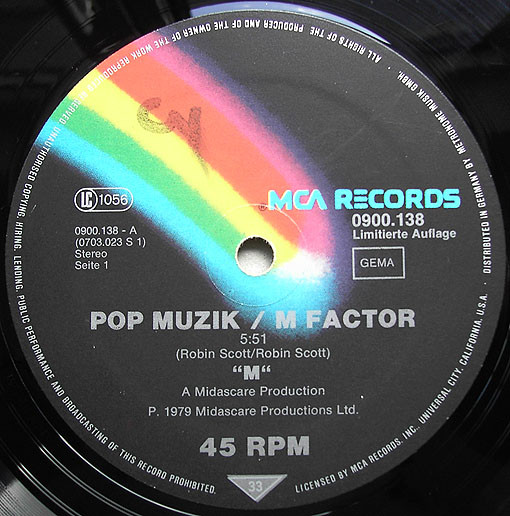 ALL RIGHTS OF THE PRODUCER AND OF THE OWNER OF THE WORK REPRODUCED RESERVED. UNAUTHORISED COPYING, HIRING, LENDING, PUBLIC PERFORMANCE AND BROADCASTING OF THIS RECORD PROHIBITED.
MCA RECORDS
LC 1056
0900.138
Limitierte Auflage
0900.138 - A
(0703.023 S 1)
Stereo
Seite 1
GEMA
POP MUZIK / M FACTOR
5:51
(Robin Scott/Robin Scott)
“M“
A Midascare Production
P. 1979 Midascare Productions Ltd.
45 RPM
33
LICENSED BY MCA RECORDS, INC., UNIVERSAL CITY, CALIFORNIA, U.S.A. · DISTRIBUTED IN GERMANY BY METRONOME MUSIK GMBH.